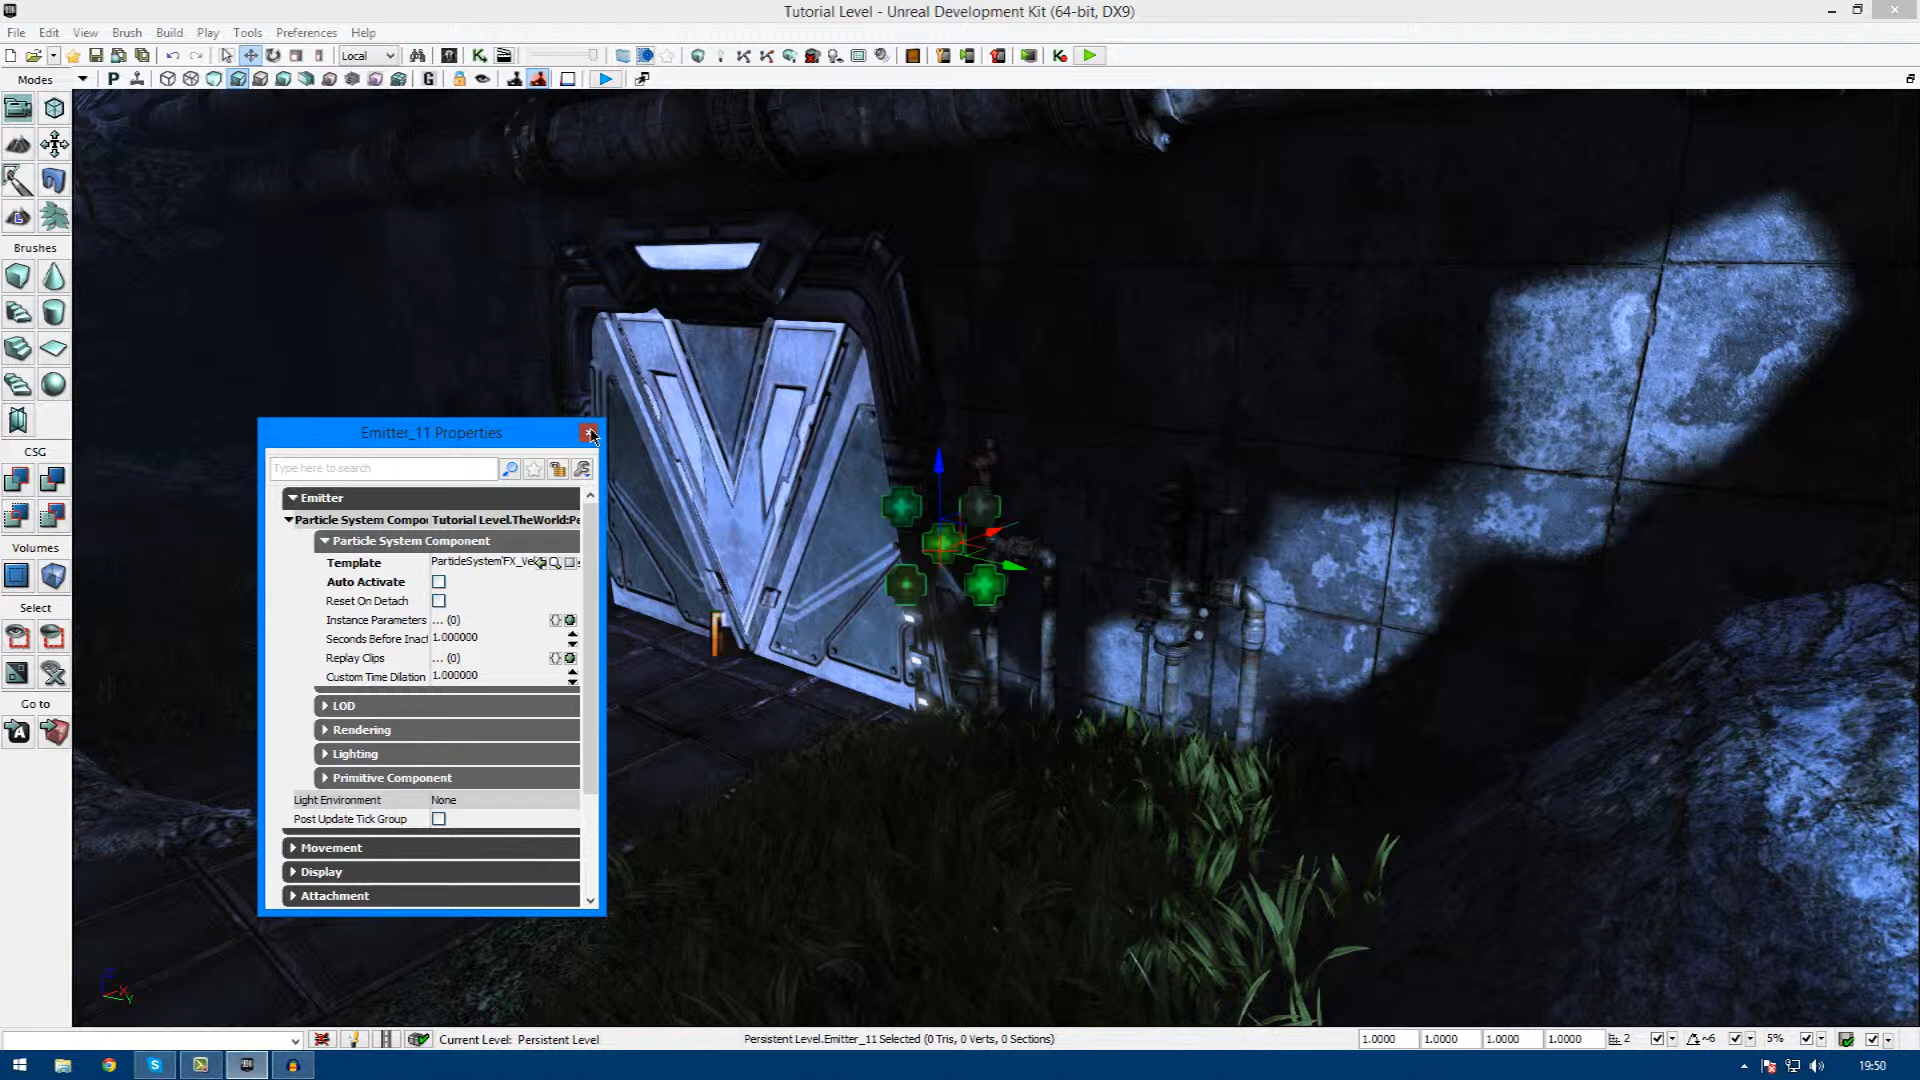 Tutorial Level - Unreal Development Kit (64-bit, DX9)
File Edit View Brush Build Play Tools Preferences Help
Local
Modes
P
G
Brushes
CSG
Volumes
Select
Go to
Emitter_11 Properties
Type here to search
Emitter
Particle System Compo Tutorial Level.TheWorld:Pe
Particle System Component
Template ParticleSystem'FX_Ve
Auto Activate
Reset On Detach
Instance Parameters ... (0)
Seconds Before Inact 1.000000
Replay Clips ... (0)
Custom Time Dilation 1.000000
LOD
Rendering
Lighting
Primitive Component
Light Environment None
Post Update Tick Group
Movement
Display
Attachment
X
Y
Current Level: Persistent Level
Persistent Level.Emitter_11 Selected (0 Tris, 0 Verts, 0 Sections)
1.0000 1.0000 1.0000 1.0000 2 ~6 5%
19:50